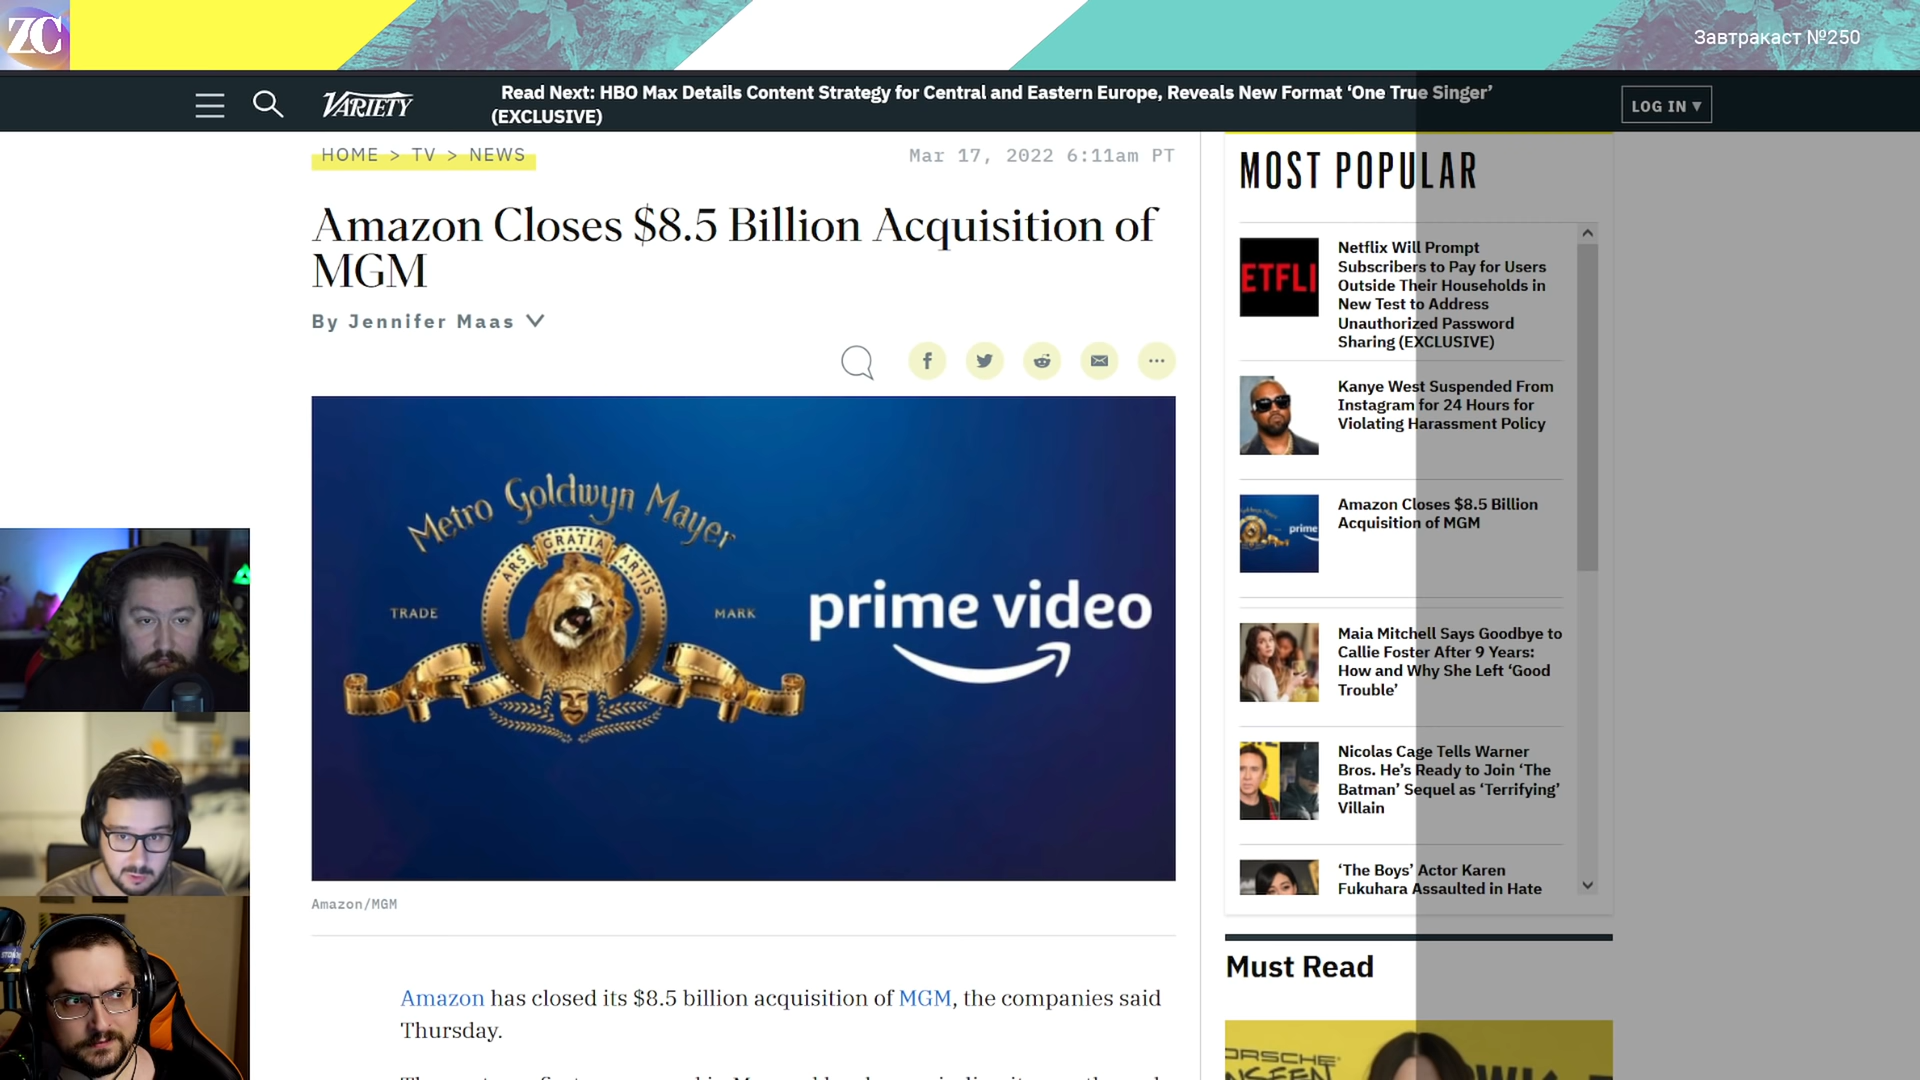 ZC
Завтракаст №250
VARIETY
Read Next: HBO Max Details Content Strategy for Central and Eastern Europe, Reveals New Format ‘One True Singer’
(EXCLUSIVE)
LOG IN ▾
HOME > TV > NEWS
Mar 17, 2022 6:11am PT
Amazon Closes $8.5 Billion Acquisition of
MGM
By Jennifer Maas
Metro Goldwyn Mayer
ARS GRATIA ARTIS
TRADE
MARK
prime video
Amazon/MGM
Amazon has closed its $8.5 billion acquisition of MGM, the companies said
Thursday.
MOST POPULAR
ETFLI
Netflix Will Prompt
Subscribers to Pay for Users
Outside Their Households in
New Test to Address
Unauthorized Password
Sharing (EXCLUSIVE)
Kanye West Suspended From
Instagram for 24 Hours for
Violating Harassment Policy
prime
Amazon Closes $8.5 Billion
Acquisition of MGM
Maia Mitchell Says Goodbye to
Callie Foster After 9 Years:
How and Why She Left ‘Good
Trouble’
Nicolas Cage Tells Warner
Bros. He’s Ready to Join ‘The
Batman’ Sequel as ‘Terrifying’
Villain
‘The Boys’ Actor Karen
Fukuhara Assaulted in Hate
Must Read